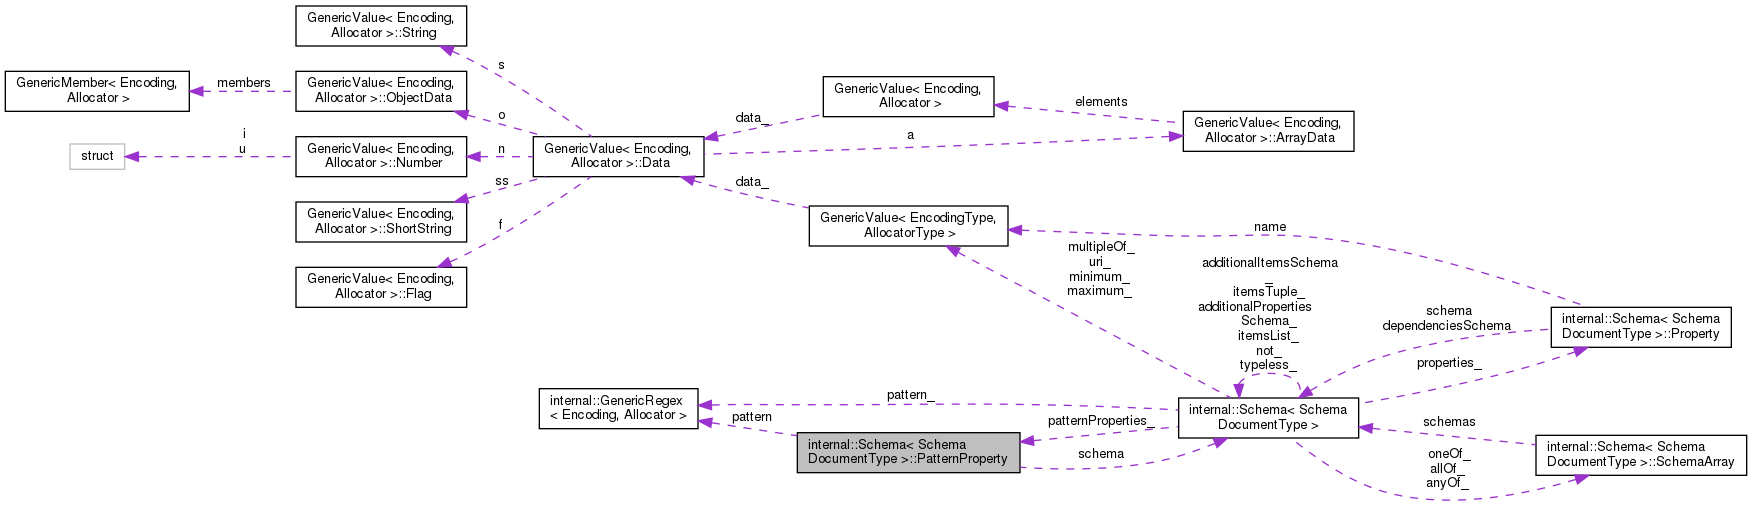 GenericValue< Encoding,
Allocator >::String
GenericMember< Encoding,
Allocator >
members
GenericValue< Encoding,
Allocator >::ObjectData
s
o
struct
i
u
GenericValue< Encoding,
Allocator >::Number
n
GenericValue< Encoding,
Allocator >::Data
ss
GenericValue< Encoding,
Allocator >::ShortString
f
GenericValue< Encoding,
Allocator >::Flag
data_
GenericValue< Encoding,
Allocator >
elements
a
GenericValue< Encoding,
Allocator >::ArrayData
data_
GenericValue< EncodingType,
AllocatorType >
name
multipleOf_
uri_
minimum_
maximum_
additionalItemsSchema
_
itemsTuple_
additionalProperties
Schema_
itemsList_
not_
typeless_
schema
dependenciesSchema
internal::Schema< Schema
DocumentType >::Property
properties_
internal::GenericRegex
< Encoding, Allocator >
pattern_
pattern
internal::Schema< Schema
DocumentType >::PatternProperty
patternProperties_
schema
internal::Schema< Schema
DocumentType >
schemas
oneOf_
allOf_
anyOf_
internal::Schema< Schema
DocumentType >::SchemaArray